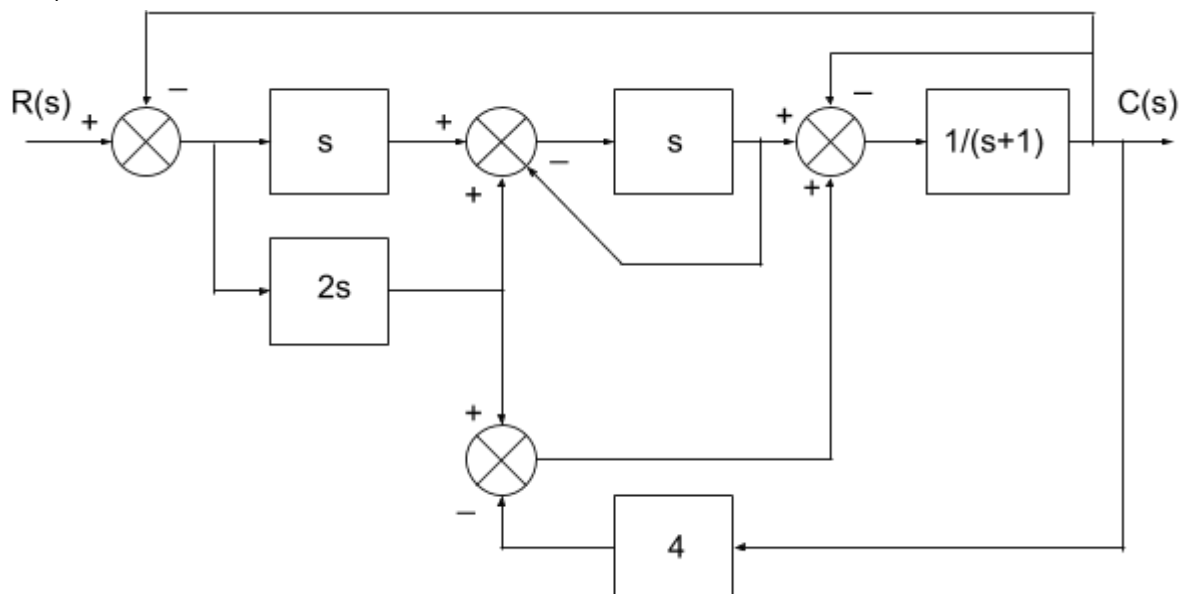 R(s)
+
–
s
+
–
+
s
+
–
+
1/(s+1)
C(s)
2s
+
–
4